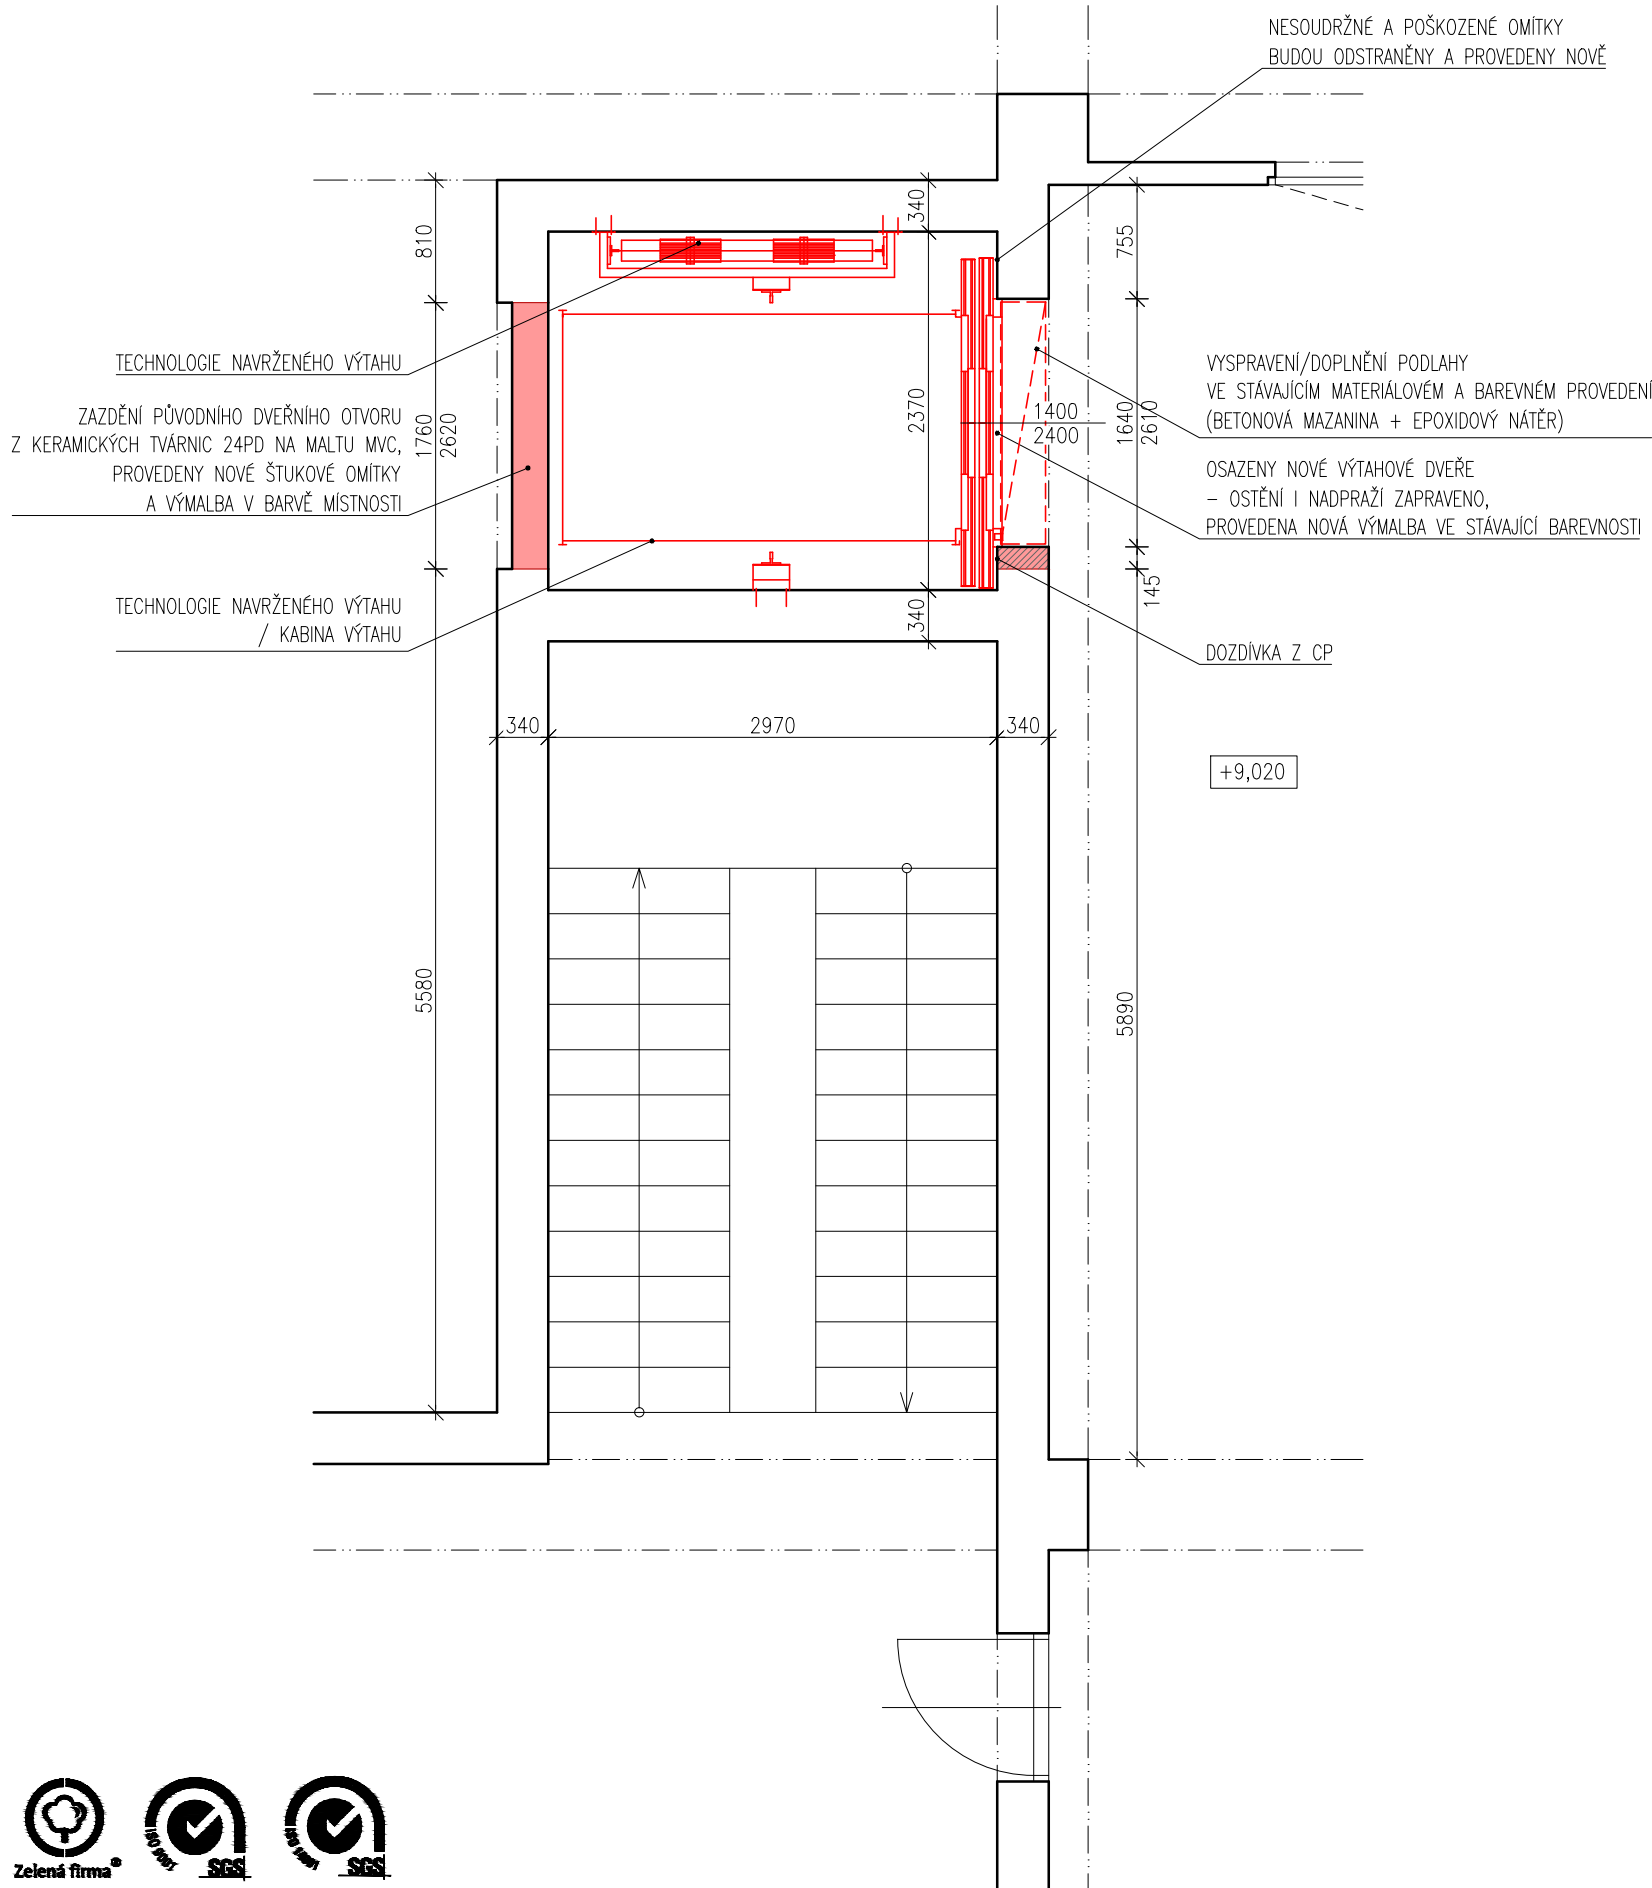 NESOUDRŽNÉ A POŠKOZENÉ OMÍTKY
BUDOU ODSTRANĚNY A PROVEDENY NOVĚ
810
340
755
TECHNOLOGIE NAVRŽENÉHO VÝTAHU
ZAZDĚNÍ PŮVODNÍHO DVEŘNÍHO OTVORU
Z KERAMICKÝCH TVÁRNIC 24PD NA MALTU MVC,
PROVEDENY NOVÉ ŠTUKOVÉ OMÍTKY
A VÝMALBA V BARVĚ MÍSTNOSTI
1760
2620
2370
1400
2400
1640
2610
VYSPRAVENÍ/DOPLNĚNÍ PODLAHY
VE STÁVAJÍCÍM MATERIÁLOVÉM A BAREVNÉM PROVEDENÍ
(BETONOVÁ MAZANINA + EPOXIDOVÝ NÁTĚR)
OSAZENY NOVÉ VÝTAHOVÉ DVEŘE
– OSTĚNÍ I NADPRAŽÍ ZAPRAVENO,
PROVEDENA NOVÁ VÝMALBA VE STÁVAJÍCÍ BAREVNOSTI
TECHNOLOGIE NAVRŽENÉHO VÝTAHU
/ KABINA VÝTAHU
340
145
DOZDÍVKA Z CP
340
2970
340
+9,020
5580
5890
Zelená firma®
SGS
SGS